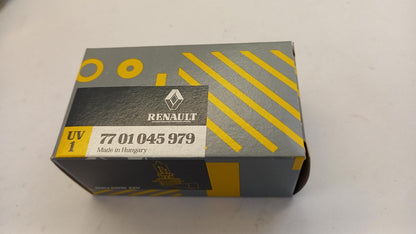 RENAULT
UV
1
77 01 045 979
Made in Hungary